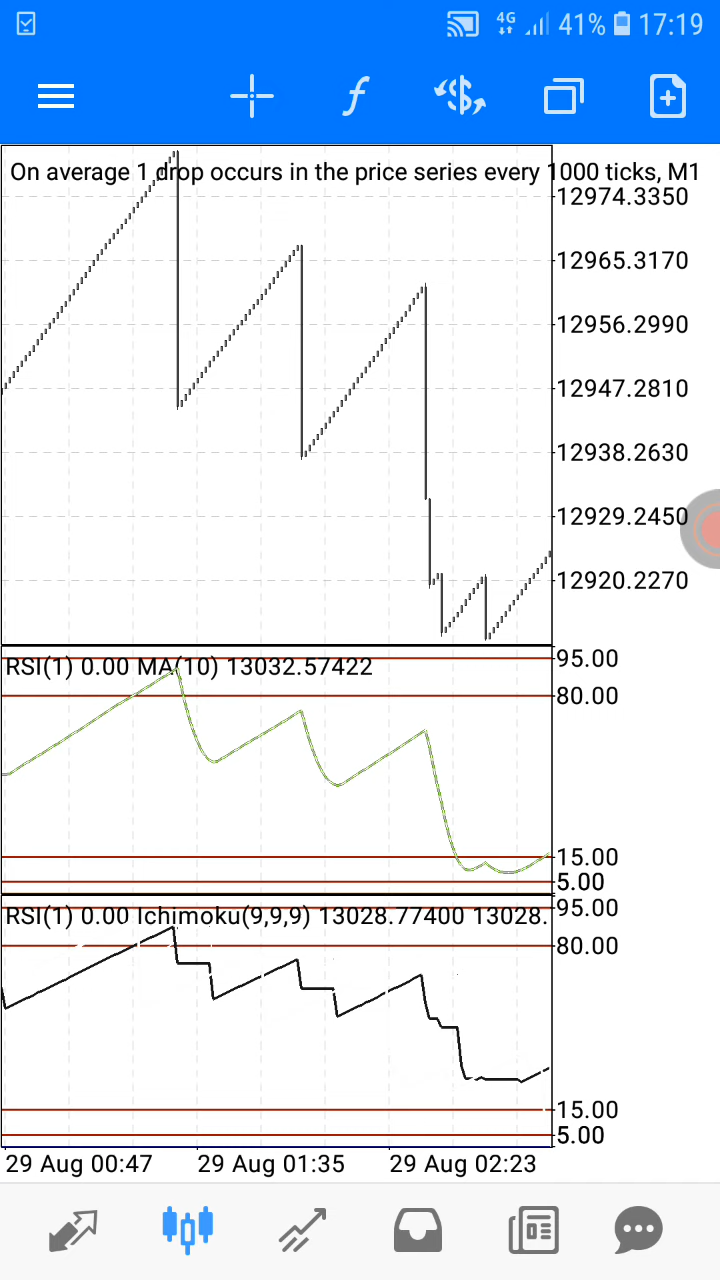 4G 41% 17:19
f $
On average 1 drop occurs in the price series every 1000 ticks, M1
12974.3350
12965.3170
12956.2990
12947.2810
12938.2630
12929.2450
12920.2270
RSI(1) 0.00 MA(10) 13032.57422
95.00
80.00
15.00
5.00
RSI(1) 0.00 Ichimoku(9,9,9) 13028.77400 13028.
95.00
80.00
15.00
5.00
29 Aug 00:47 29 Aug 01:35 29 Aug 02:23